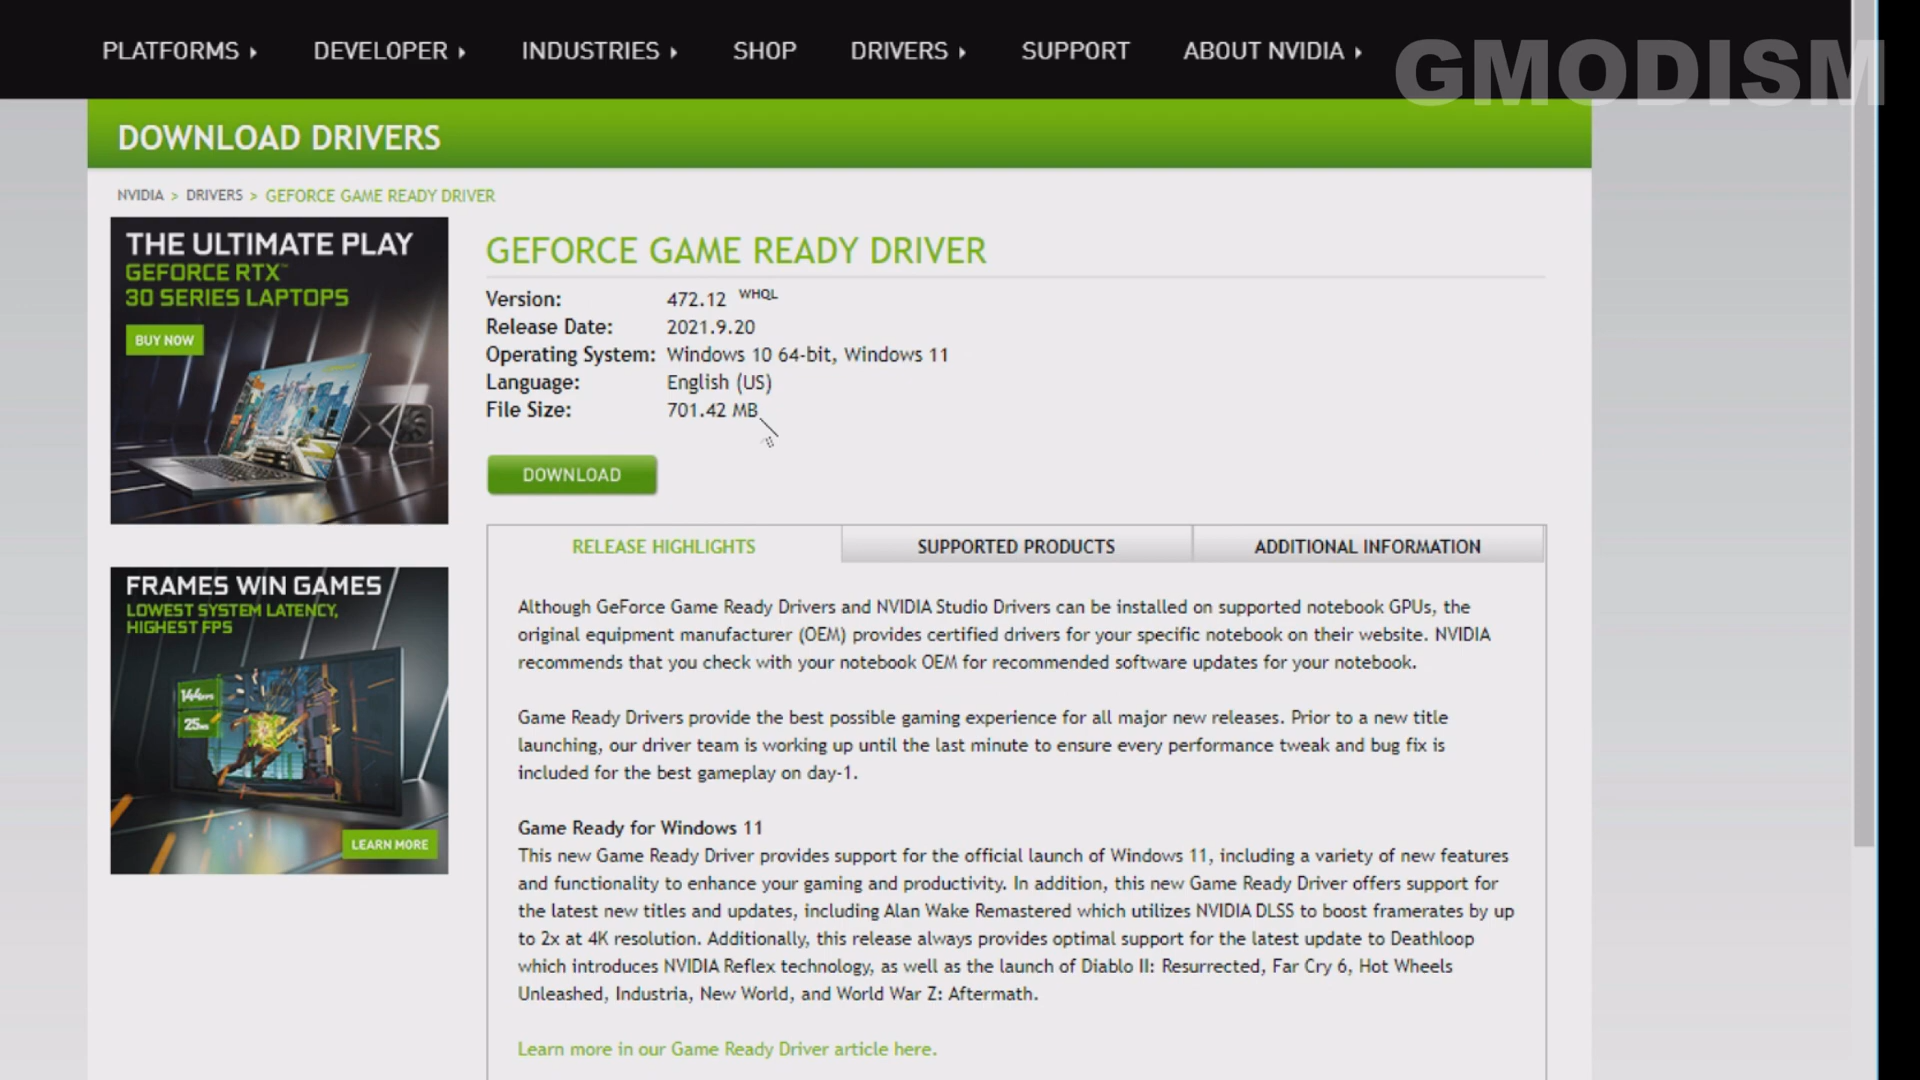 PLATFORMS DEVELOPER INDUSTRIES SHOP DRIVERS SUPPORT ABOUT NVIDIA
GMODISM
DOWNLOAD DRIVERS
NVIDIA > DRIVERS > GEFORCE GAME READY DRIVER
THE ULTIMATE PLAY
GEFORCE RTX™
30 SERIES LAPTOPS
BUY NOW
FRAMES WIN GAMES
LOWEST SYSTEM LATENCY,
HIGHEST FPS
144FPS
25ms
LEARN MORE
GEFORCE GAME READY DRIVER
Version: 472.12 WHQL
Release Date: 2021.9.20
Operating System: Windows 10 64-bit, Windows 11
Language: English (US)
File Size: 701.42 MB
DOWNLOAD
RELEASE HIGHLIGHTS SUPPORTED PRODUCTS ADDITIONAL INFORMATION
Although GeForce Game Ready Drivers and NVIDIA Studio Drivers can be installed on supported notebook GPUs, the
original equipment manufacturer (OEM) provides certified drivers for your specific notebook on their website. NVIDIA
recommends that you check with your notebook OEM for recommended software updates for your notebook.
Game Ready Drivers provide the best possible gaming experience for all major new releases. Prior to a new title
launching, our driver team is working up until the last minute to ensure every performance tweak and bug fix is
included for the best gameplay on day-1.
Game Ready for Windows 11
This new Game Ready Driver provides support for the official launch of Windows 11, including a variety of new features
and functionality to enhance your gaming and productivity. In addition, this new Game Ready Driver offers support for
the latest new titles and updates, including Alan Wake Remastered which utilizes NVIDIA DLSS to boost framerates by up
to 2x at 4K resolution. Additionally, this release always provides optimal support for the latest update to Deathloop
which introduces NVIDIA Reflex technology, as well as the launch of Diablo II: Resurrected, Far Cry 6, Hot Wheels
Unleashed, Industria, New World, and World War Z: Aftermath.
Learn more in our Game Ready Driver article here.